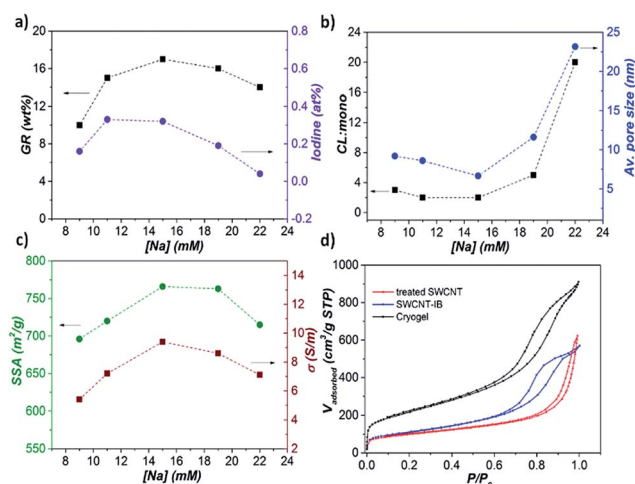 a)
GR (wt%)
20
16
12
8
4
0
Iodine (at%)
0.8
0.6
0.4
0.2
0.0
-0.2
8 10 12 14 16 18 20 22 24
[Na] (mM)
b)
CL:mono
24
20
16
12
8
4
0
Av. pore size (nm)
25
20
15
10
5
8 10 12 14 16 18 20 22 24
[Na] (mM)
c)
SSA (m²/g)
800
750
700
650
600
550
σ (S/m)
14
12
10
8
6
4
2
8 10 12 14 16 18 20 22 24
[Na] (mM)
d)
Vadsorbed (cm³/g STP)
1000
800
600
400
200
0
treated SWCNT
SWCNT-IB
Cryogel
0.0 0.2 0.4 0.6 0.8 1.0
P/P